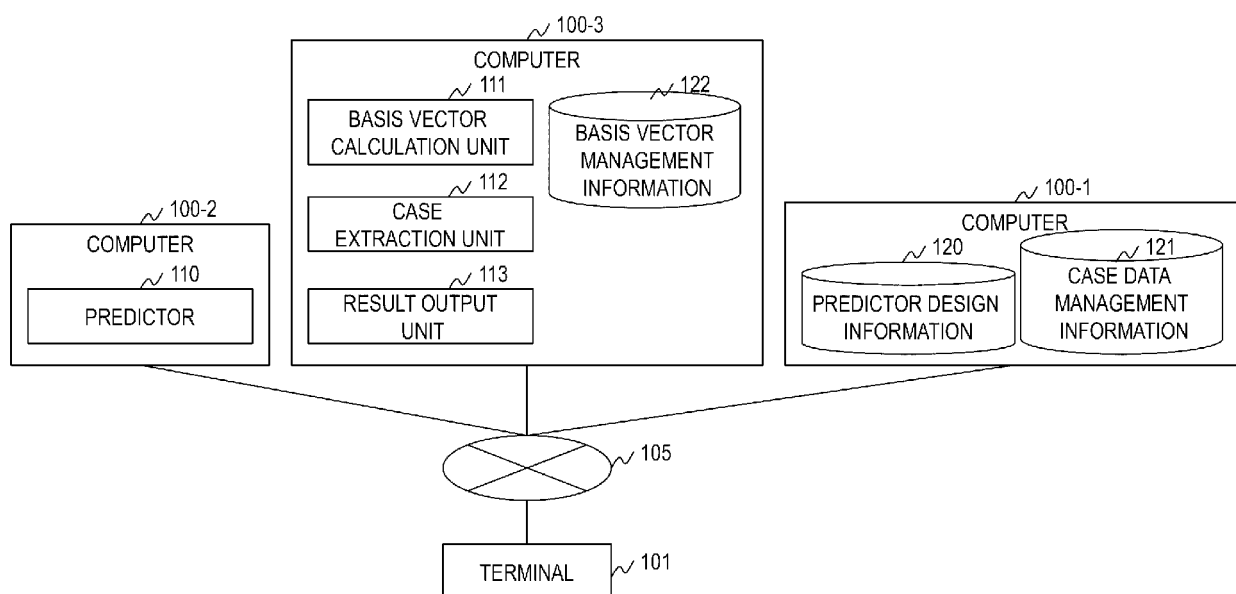 100-3
COMPUTER
111
BASIS VECTOR
CALCULATION UNIT
122
BASIS VECTOR
MANAGEMENT
INFORMATION
112
CASE
EXTRACTION UNIT
113
RESULT OUTPUT
UNIT
100-2
COMPUTER
110
PREDICTOR
100-1
COMPUTER
120
PREDICTOR DESIGN
INFORMATION
121
CASE DATA
MANAGEMENT
INFORMATION
105
TERMINAL
101